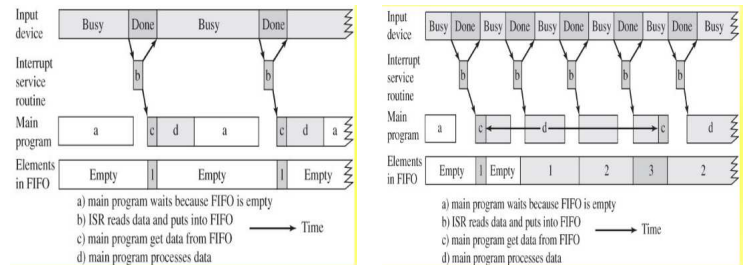 Input
device
Busy Done Busy Done
Interrupt
service
routine
b b
Main
program
a c d a c d a
Elements
in FIFO
Empty 1 Empty 1 Empty
a) main program waits because FIFO is empty
b) ISR reads data and puts into FIFO
c) main program get data from FIFO
d) main program processes data
Time
Input
device
Busy Done Busy Done Busy Done Busy Done Busy Done Busy
Interrupt
service
routine
b b b b b
Main
program
a c d c d
Elements
in FIFO
Empty 1 Empty 1 2 3 2
a) main program waits because FIFO is empty
b) ISR reads data and puts into FIFO
c) main program get data from FIFO
d) main program processes data
Time